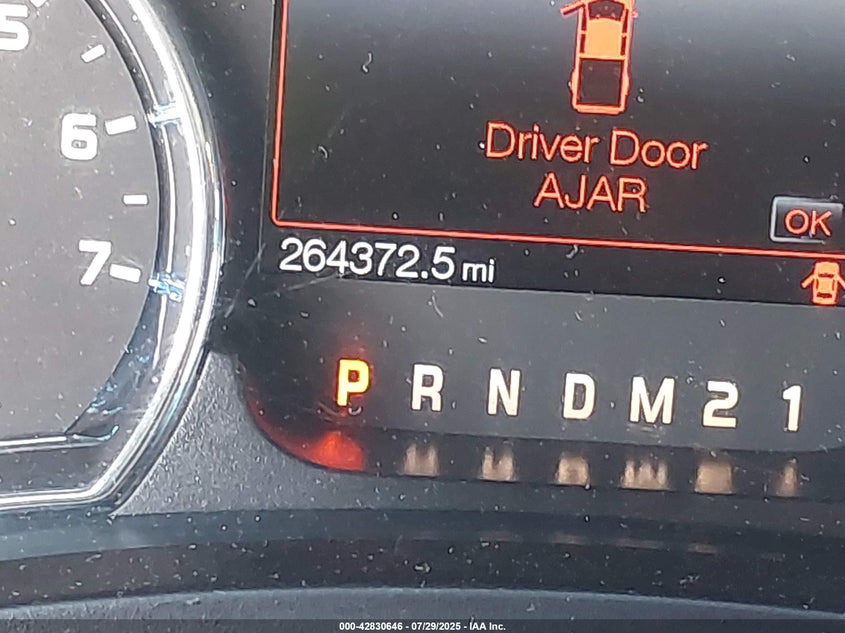 5
6
7
Driver Door
AJAR
OK
264372.5 mi
P R N D M 2 1
000-42830646 - 07/29/2025 - IAA Inc.